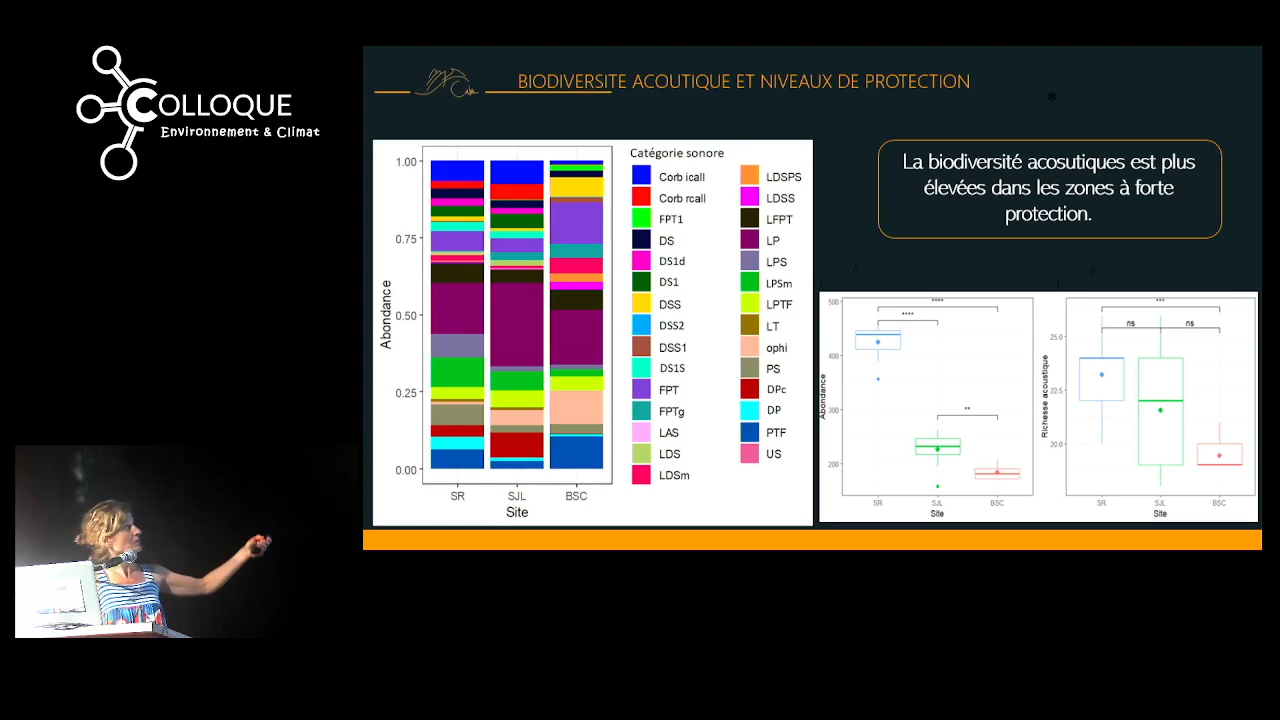 COLLOQUE
Environnement & Climat
BIODIVERSITE ACOUTIQUE ET NIVEAUX DE PROTECTION
*
La biodiversité acosutiques est plus
élevées dans les zones à forte
protection.
Abondance
1.00
0.75
0.50
0.25
0.00
SR SJL BSC
Site
Catégorie sonore
Corb icall
Corb rcall
FPT1
DS
DS1d
DS1
DSS
DSS2
DSS1
DS1S
FPT
FPTg
LAS
LDS
LDSm
LDSPS
LDSS
LFPT
LP
LPS
LPSm
LPTF
LT
ophi
PS
DPc
DP
PTF
US
A
Abondance
500
400
300
200
****
****
**
SR SJL BSC
Site
B
Richesse acoustique
25.0
22.5
20.0
***
ns ns
SR SJL BSC
Site